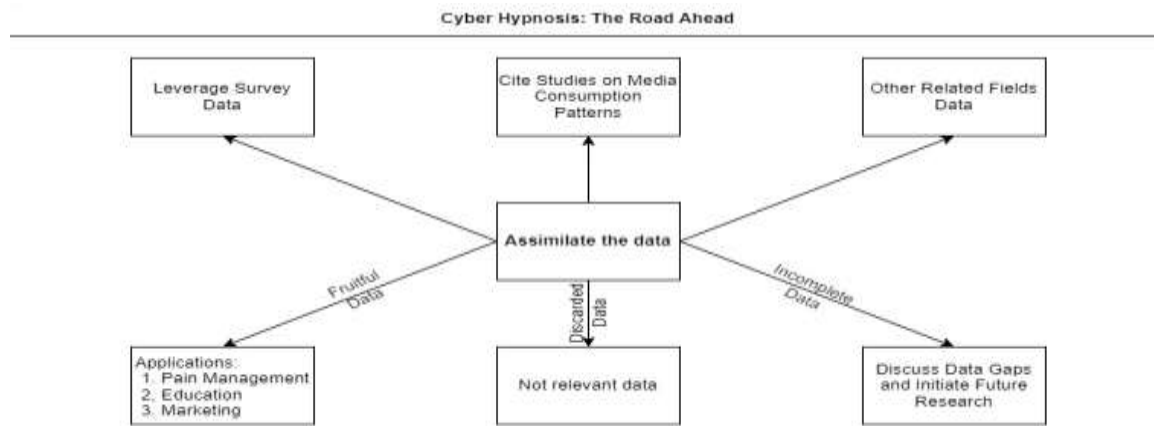 Cyber Hypnosis: The Road Ahead
Leverage Survey
Data
Cite Studies on Media
Consumption
Patterns
Other Related Fields
Data
Assimilate the data
Fruitful
Data
Discarded
Data
Incomplete
Data
Applications:
1. Pain Management
2, Education
3. Marketing
Not relevant data
Discuss Data Gaps
and Initiate Future
Research